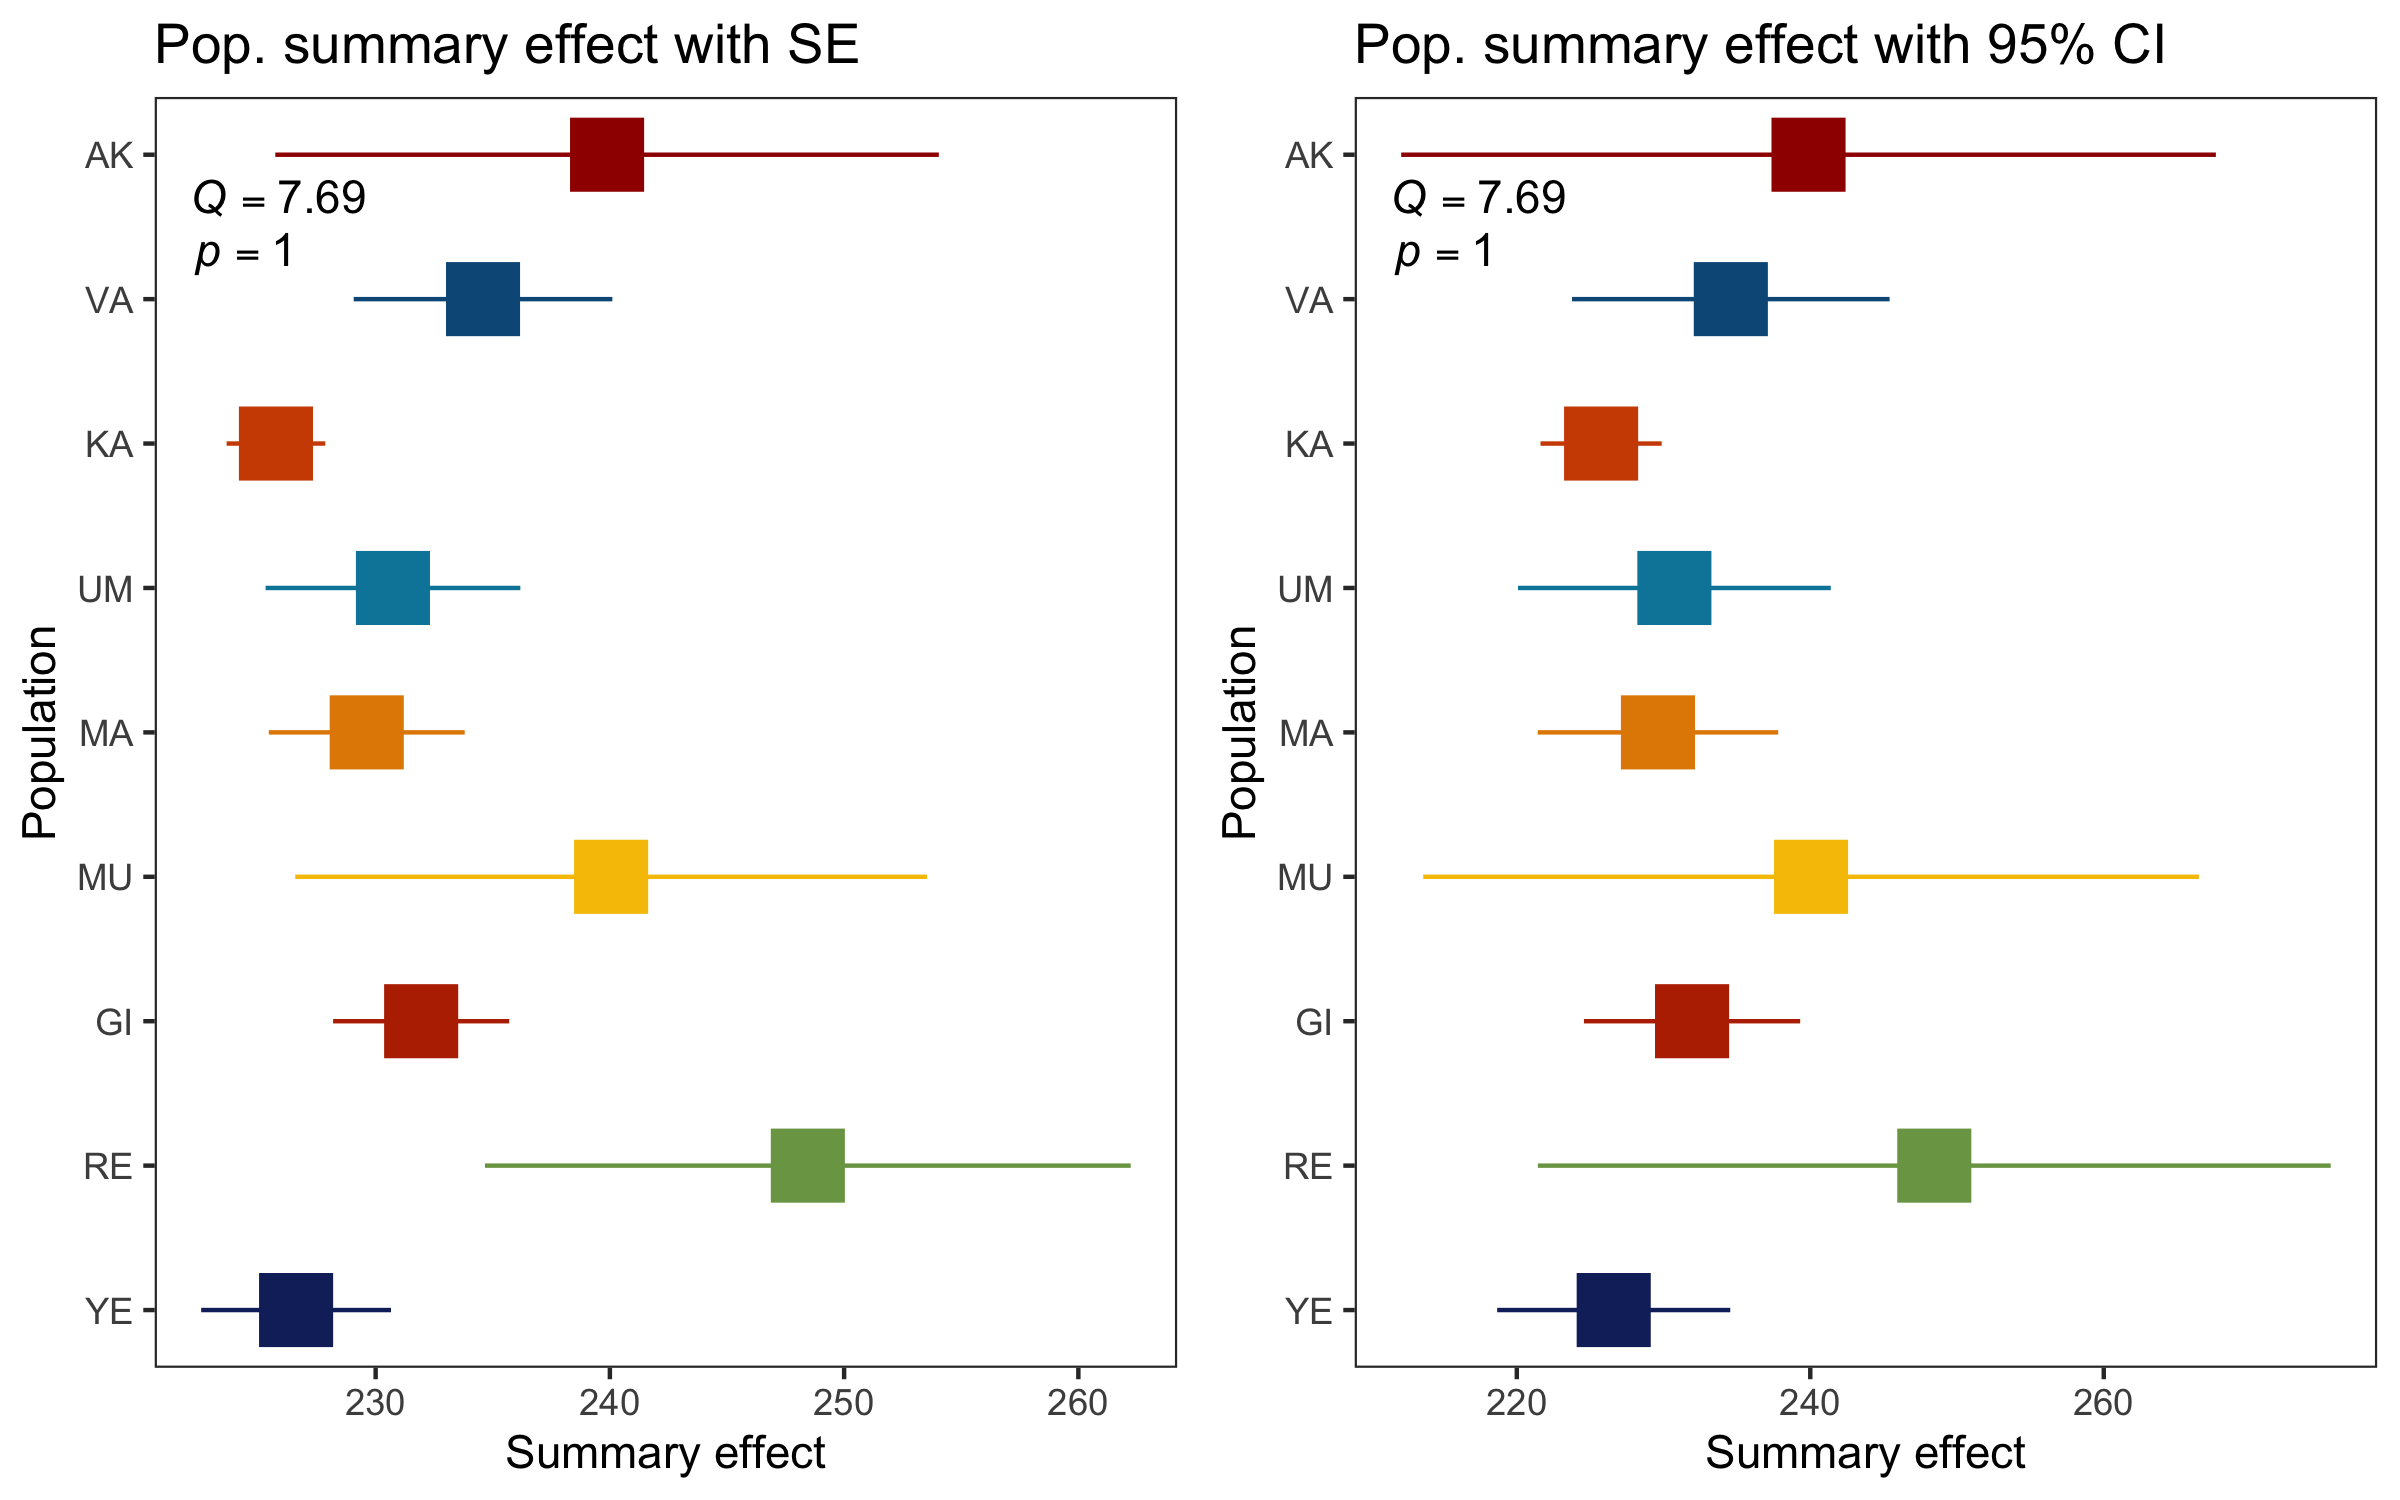 Pop. summary effect with SE
AK
Q = 7.69
p = 1
VA
KA
UM
MA
MU
GI
RE
YE
Population
230 240 250 260
Summary effect
Pop. summary effect with 95% CI
AK
Q = 7.69
p = 1
VA
KA
UM
MA
MU
GI
RE
YE
Population
220 240 260
Summary effect